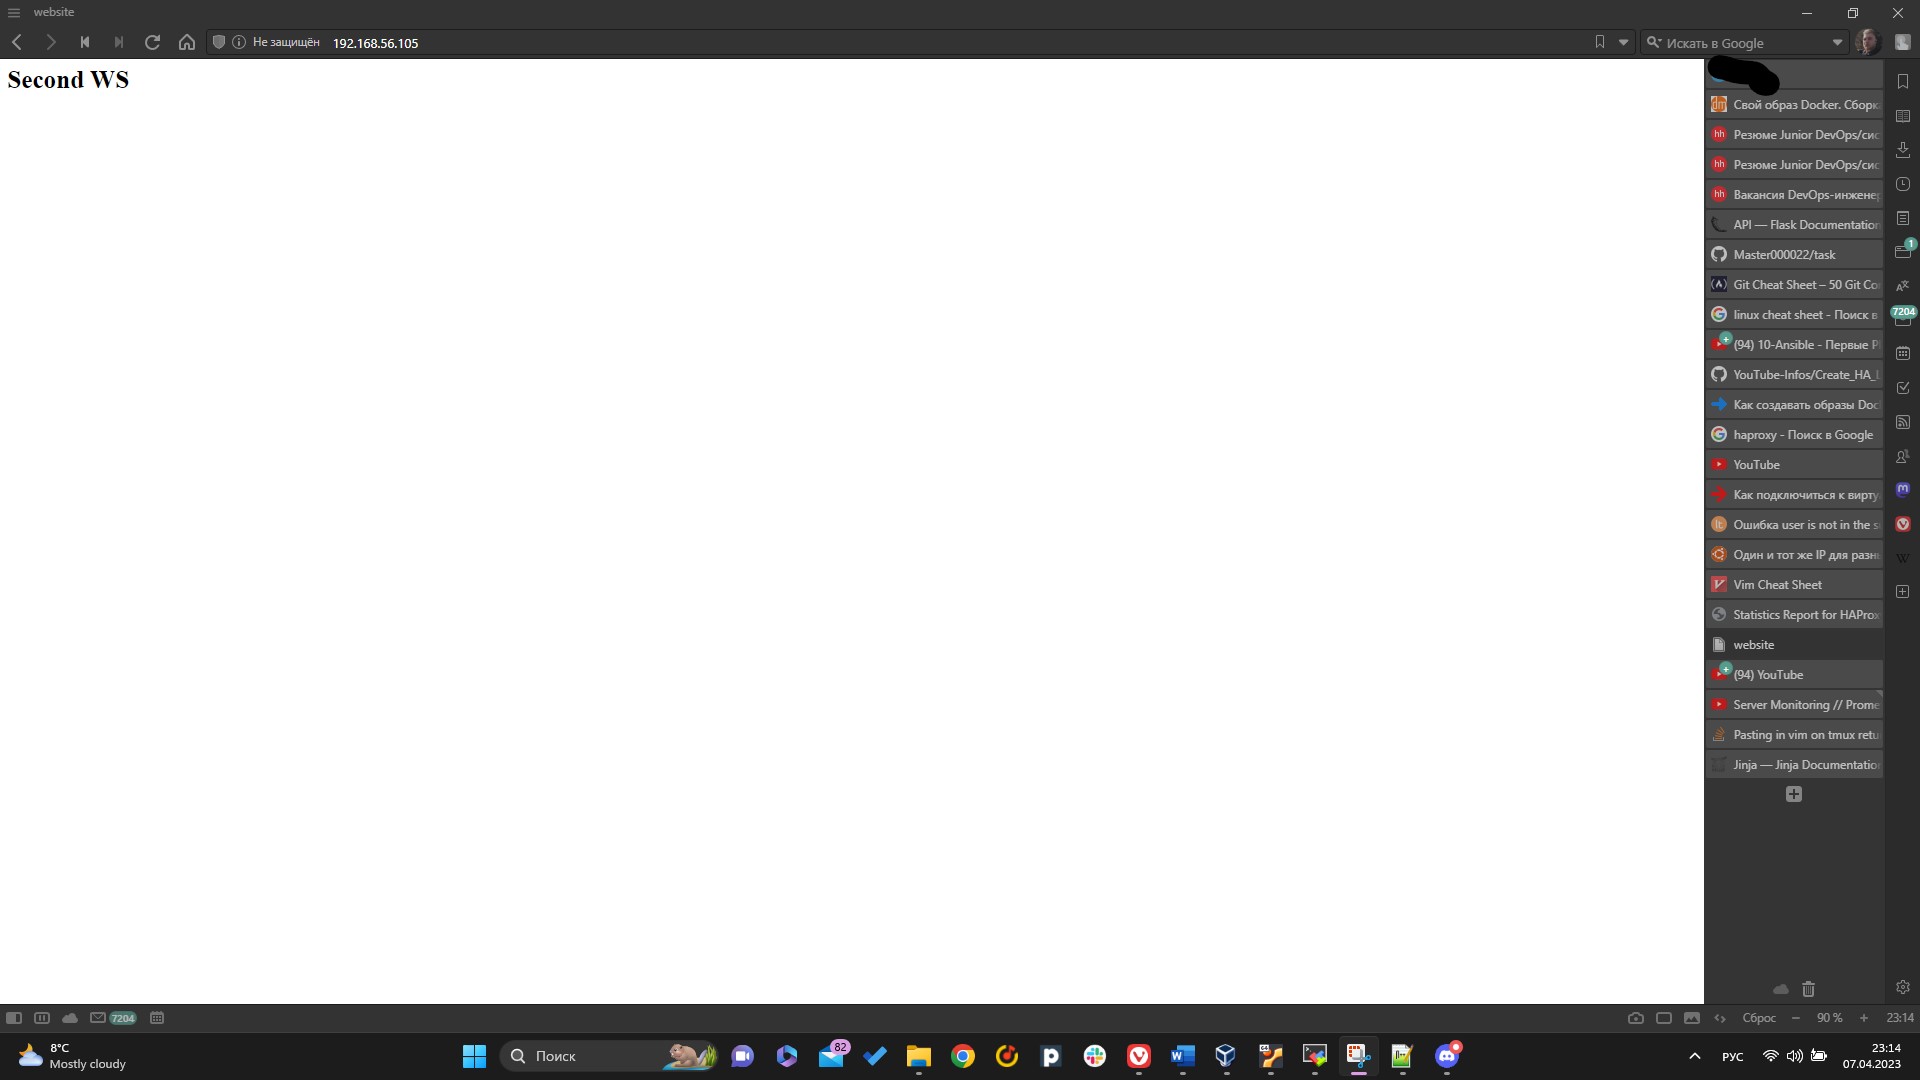 website
Не защищён 192.168.56.105
Искать в Google
Second WS
Свой образ Docker. Сборк
Резюме Junior DevOps/сис
Резюме Junior DevOps/сис
Вакансия DevOps-инженер
API — Flask Documentation
Master000022/task
Git Cheat Sheet – 50 Git Co
linux cheat sheet - Поиск в
(94) 10-Ansible - Первые P
YouTube-Infos/Create_HA_L
Как создавать образы Doc
haproxy - Поиск в Google
YouTube
Как подключиться к вирту
Ошибка user is not in the s
Один и тот же IP для разн
Vim Cheat Sheet
Statistics Report for HAProx
website
(94) YouTube
Server Monitoring // Prome
Pasting in vim on tmux retu
Jinja — Jinja Documentation
1
7204
7204
Сброс
90 %
23:14
8°C
Mostly cloudy
Поиск
82
РУС
23:14
07.04.2023